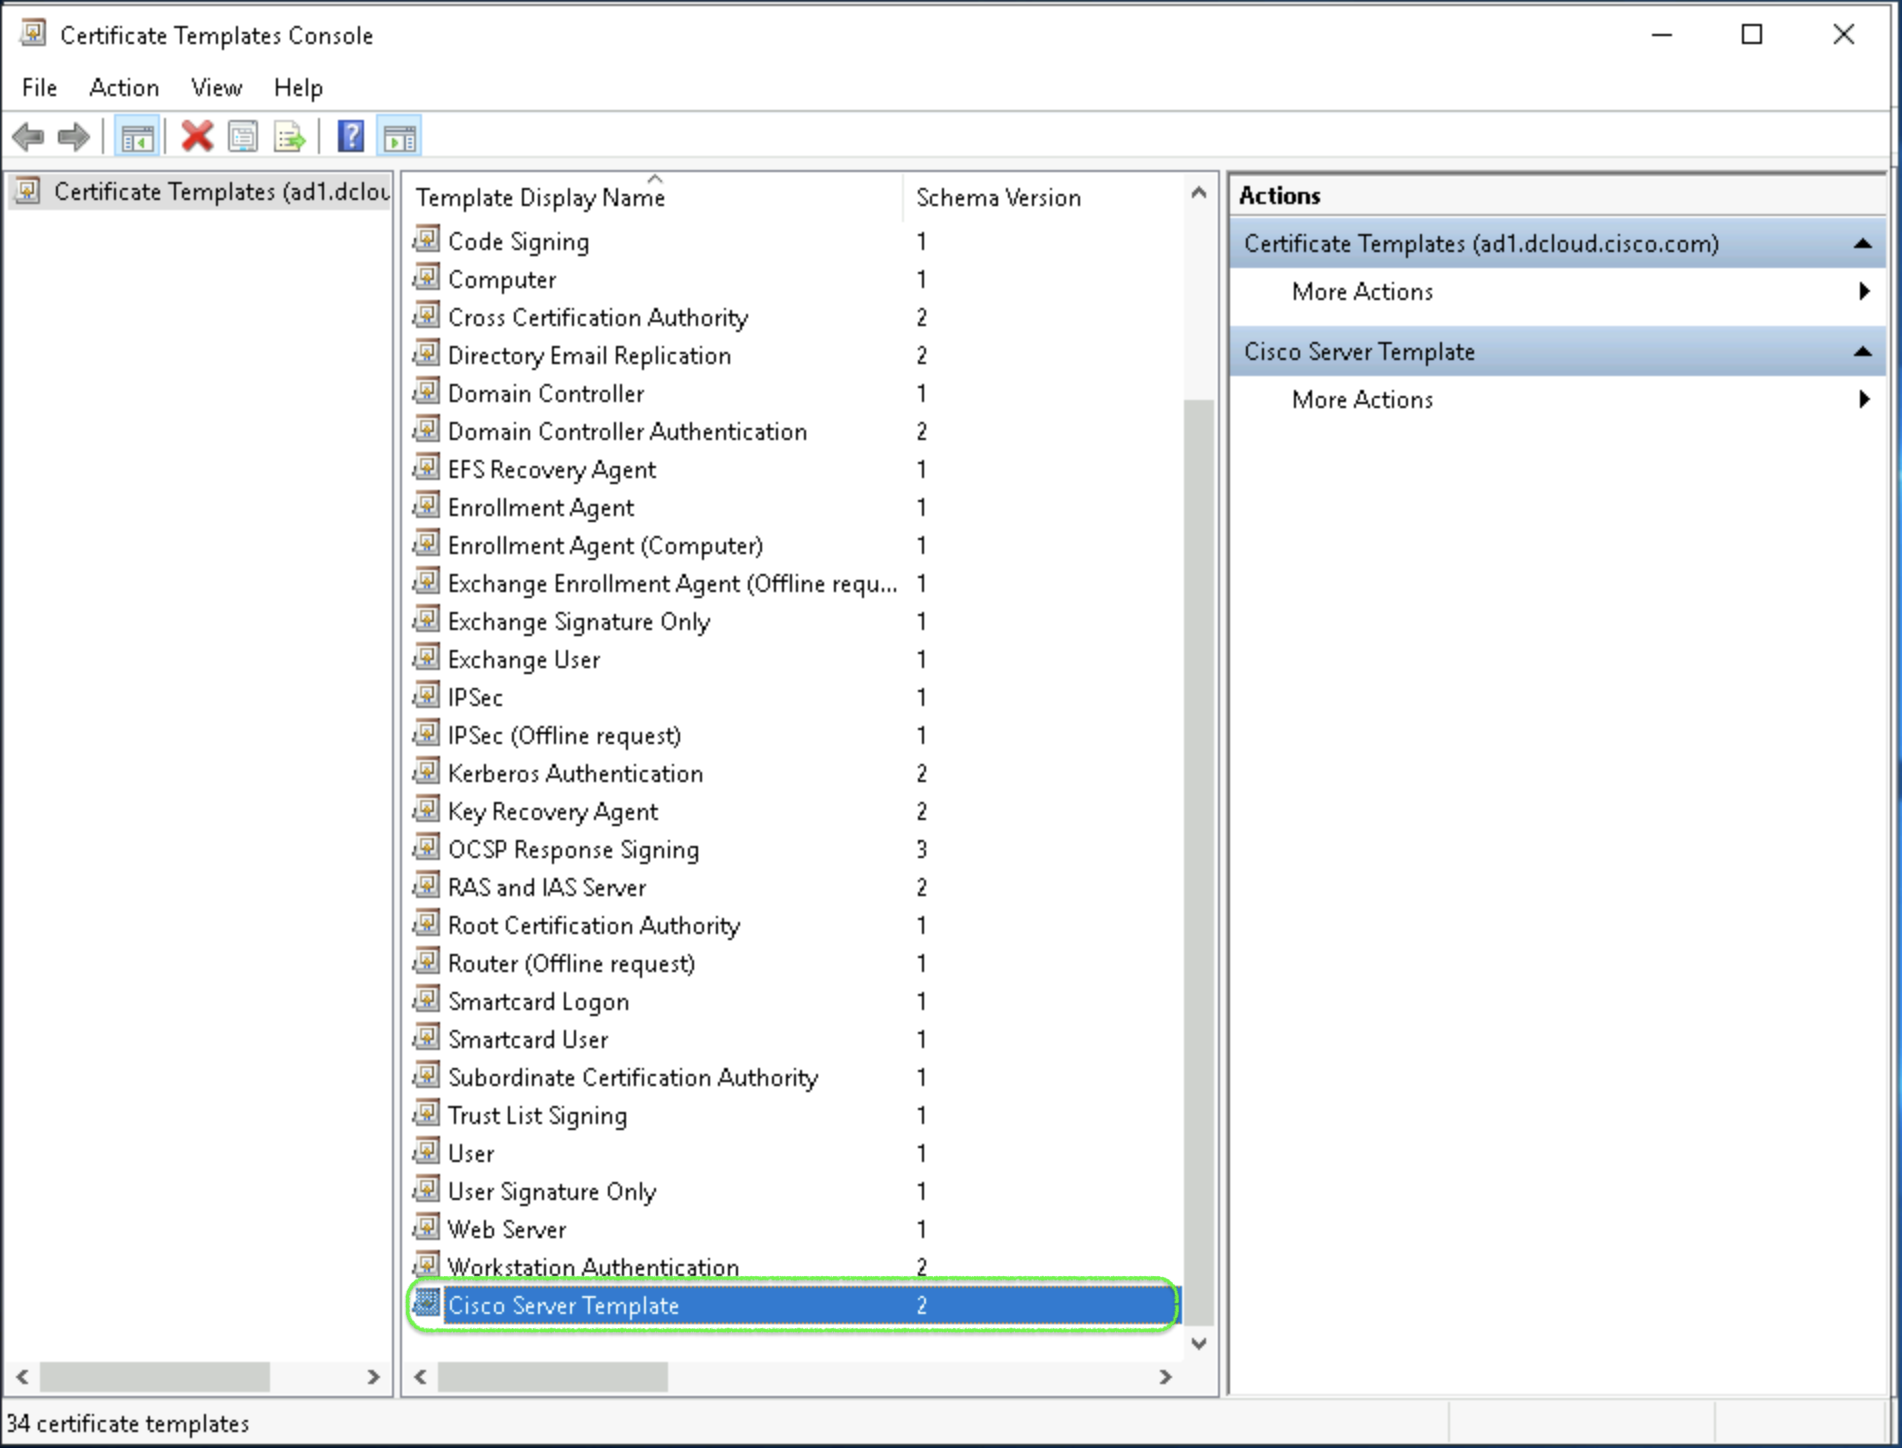 Certificate Templates Console
File Action View Help
Certificate Templates (ad1.dclou
Template Display Name Schema Version
Code Signing 1
Computer 1
Cross Certification Authority 2
Directory Email Replication 2
Domain Controller 1
Domain Controller Authentication 2
EFS Recovery Agent 1
Enrollment Agent 1
Enrollment Agent (Computer) 1
Exchange Enrollment Agent (Offline requ... 1
Exchange Signature Only 1
Exchange User 1
IPSec 1
IPSec (Offline request) 1
Kerberos Authentication 2
Key Recovery Agent 2
OCSP Response Signing 3
RAS and IAS Server 2
Root Certification Authority 1
Router (Offline request) 1
Smartcard Logon 1
Smartcard User 1
Subordinate Certification Authority 1
Trust List Signing 1
User 1
User Signature Only 1
Web Server 1
Workstation Authentication 2
Cisco Server Template 2
Actions
Certificate Templates (ad1.dcloud.cisco.com)
More Actions
Cisco Server Template
More Actions
34 certificate templates